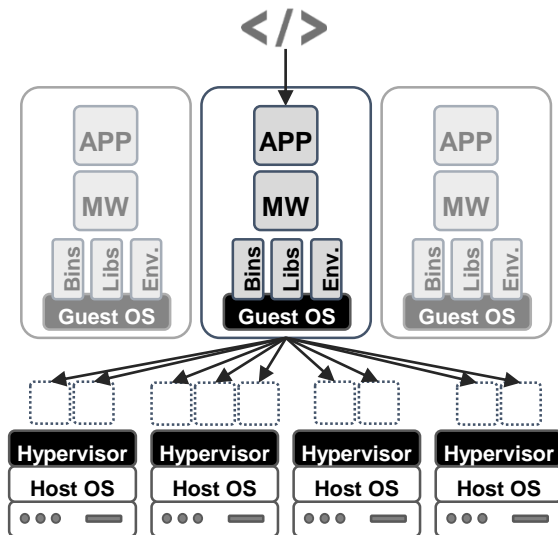 </>
APP APP APP
MW MW MW
Bins Libs Env. Bins Libs Env. Bins Libs Env.
Guest OS Guest OS Guest OS
Hypervisor Hypervisor Hypervisor Hypervisor
Host OS Host OS Host OS Host OS